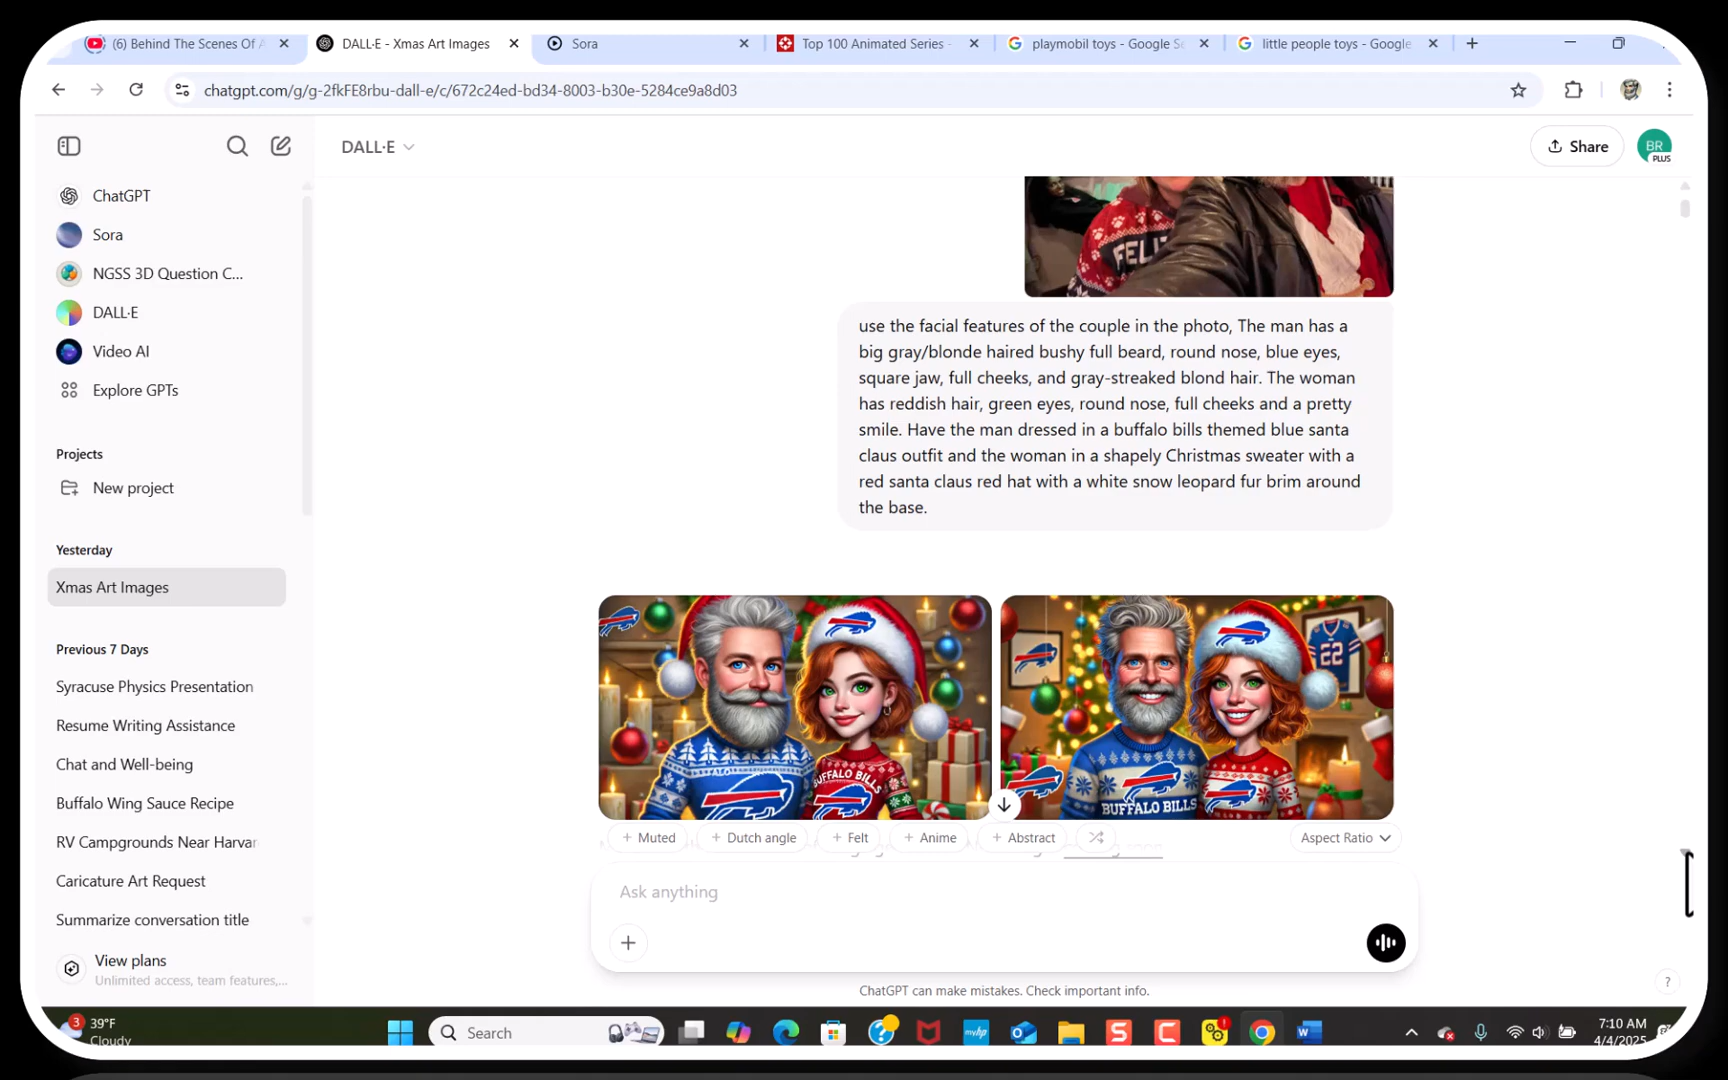 (6) Behind The Scenes Of A
DALL·E - Xmas Art Images
Sora
Top 100 Animated Series -
playmobil toys - Google Se
little people toys - Google
chatgpt.com/g/g-2fkFE8rbu-dall-e/c/672c24ed-bd34-8003-b30e-5284ce9a8d03
DALL·E
Share
BR
PLUS
ChatGPT
Sora
NGSS 3D Question C...
DALL·E
Video AI
Explore GPTs
Projects
New project
Yesterday
Xmas Art Images
Previous 7 Days
Syracuse Physics Presentation
Resume Writing Assistance
Chat and Well-being
Buffalo Wing Sauce Recipe
RV Campgrounds Near Harvar
Caricature Art Request
Summarize conversation title
View plans
Unlimited access, team features,...
FELI
use the facial features of the couple in the photo, The man has a
big gray/blonde haired bushy full beard, round nose, blue eyes,
square jaw, full cheeks, and gray-streaked blond hair. The woman
has reddish hair, green eyes, round nose, full cheeks and a pretty
smile. Have the man dressed in a buffalo bills themed blue santa
claus outfit and the woman in a shapely Christmas sweater with a
red santa claus red hat with a white snow leopard fur brim around
the base.
BUFFALO BILLS
22
BUFFALO BILLS
+ Muted
+ Dutch angle
+ Felt
+ Anime
+ Abstract
Aspect Ratio
Ask anything
ChatGPT can make mistakes. Check important info.
?
3
39°F
Cloudy
Search
myhp
7:10 AM
4/4/2025